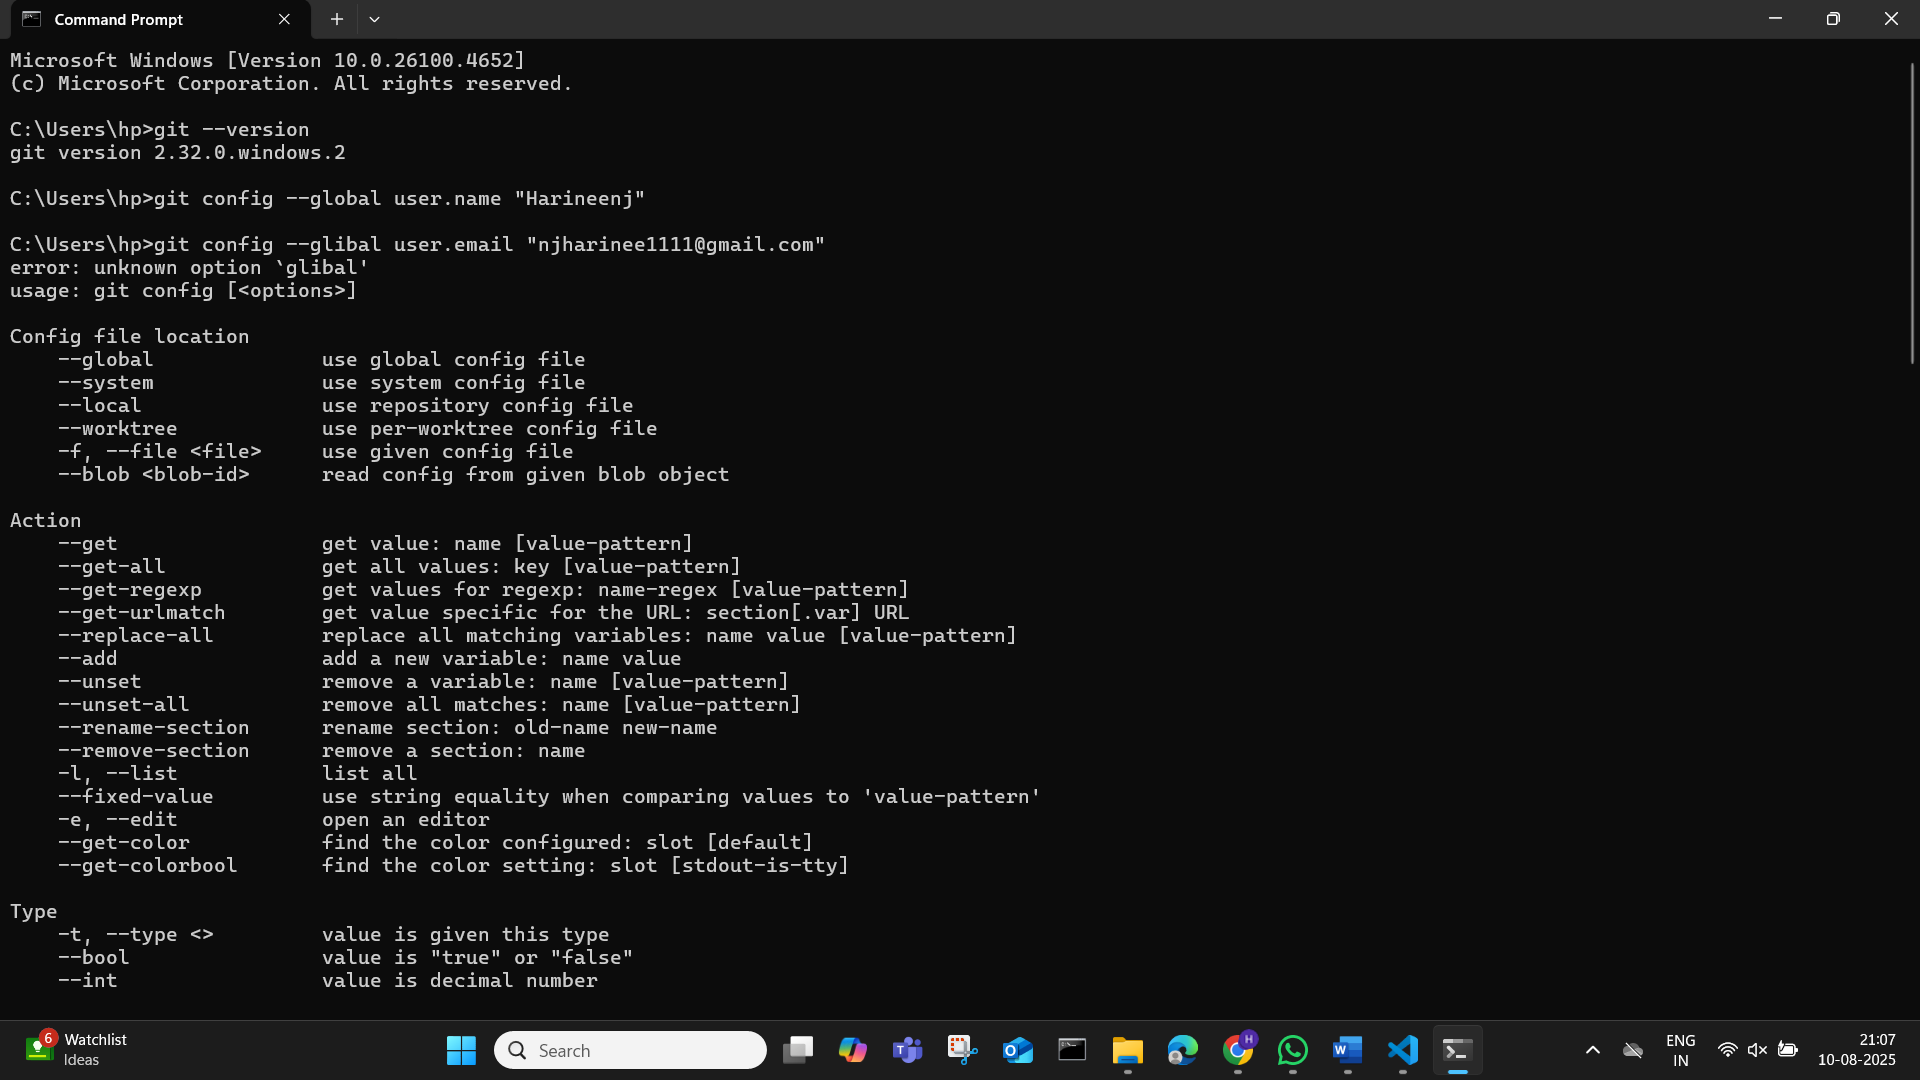 Command Prompt
Microsoft Windows [Version 10.0.26100.4652]
(c) Microsoft Corporation. All rights reserved.
C:\Users\hp>git --version
git version 2.32.0.windows.2
C:\Users\hp>git config --global user.name "Harineenj"
C:\Users\hp>git config --glibal user.email "njharinee1111@gmail.com"
error: unknown option `glibal'
usage: git config [<options>]
Config file location
    --global              use global config file
    --system              use system config file
    --local               use repository config file
    --worktree            use per-worktree config file
    -f, --file <file>     use given config file
    --blob <blob-id>      read config from given blob object
Action
    --get                 get value: name [value-pattern]
    --get-all             get all values: key [value-pattern]
    --get-regexp          get values for regexp: name-regex [value-pattern]
    --get-urlmatch        get value specific for the URL: section[.var] URL
    --replace-all         replace all matching variables: name value [value-pattern]
    --add                 add a new variable: name value
    --unset               remove a variable: name [value-pattern]
    --unset-all           remove all matches: name [value-pattern]
    --rename-section      rename section: old-name new-name
    --remove-section      remove a section: name
    -l, --list            list all
    --fixed-value         use string equality when comparing values to 'value-pattern'
    -e, --edit            open an editor
    --get-color           find the color configured: slot [default]
    --get-colorbool       find the color setting: slot [stdout-is-tty]
Type
    -t, --type <>         value is given this type
    --bool                value is "true" or "false"
    --int                 value is decimal number
6
Watchlist
Ideas
Search
H
ENG
IN
21:07
10-08-2025